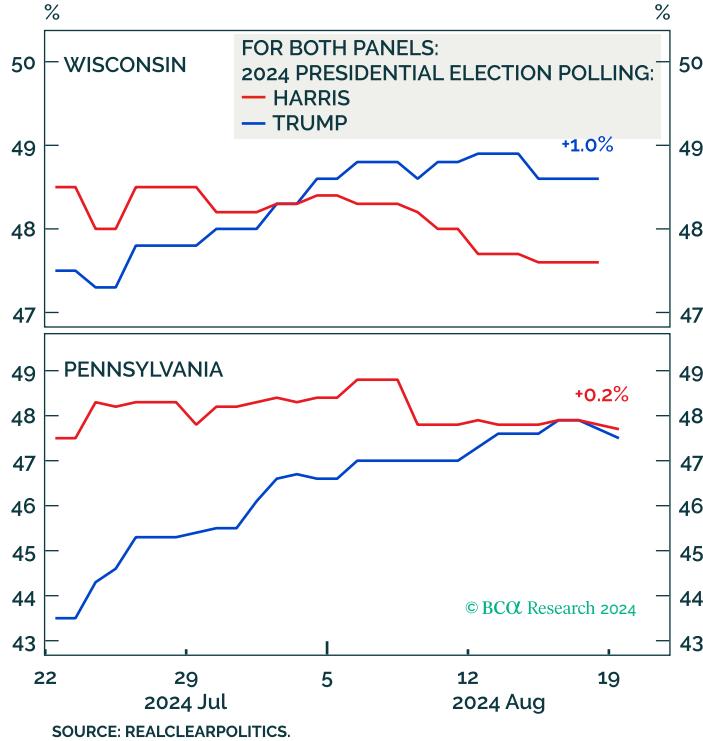 % %
50 WISCONSIN FOR BOTH PANELS: 50
2024 PRESIDENTIAL ELECTION POLLING:
HARRIS
TRUMP
49 +1.0% 49
48 48
47 47
PENNSYLVANIA
49 49
+0.2%
48 48
47 47
46 46
45 45
44 © BCα Research 2024 44
43 43
22 29 5 12 19
2024 Jul 2024 Aug
SOURCE: REALCLEARPOLITICS.